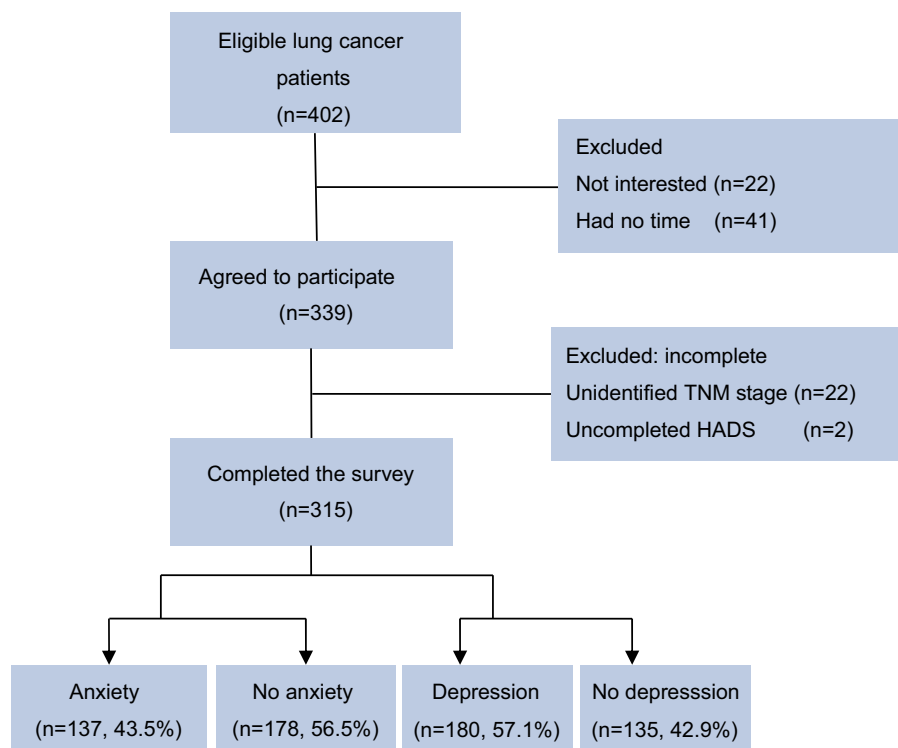 Eligible lung cancer
patients
(n=402)
Excluded
Not interested (n=22)
Had no time (n=41)
Agreed to participate
(n=339)
Excluded: incomplete
Unidentified TNM stage (n=22)
Uncompleted HADS (n=2)
Completed the survey
(n=315)
Anxiety
(n=137, 43.5%)
No anxiety
(n=178, 56.5%)
Depression
(n=180, 57.1%)
No depresssion
(n=135, 42.9%)